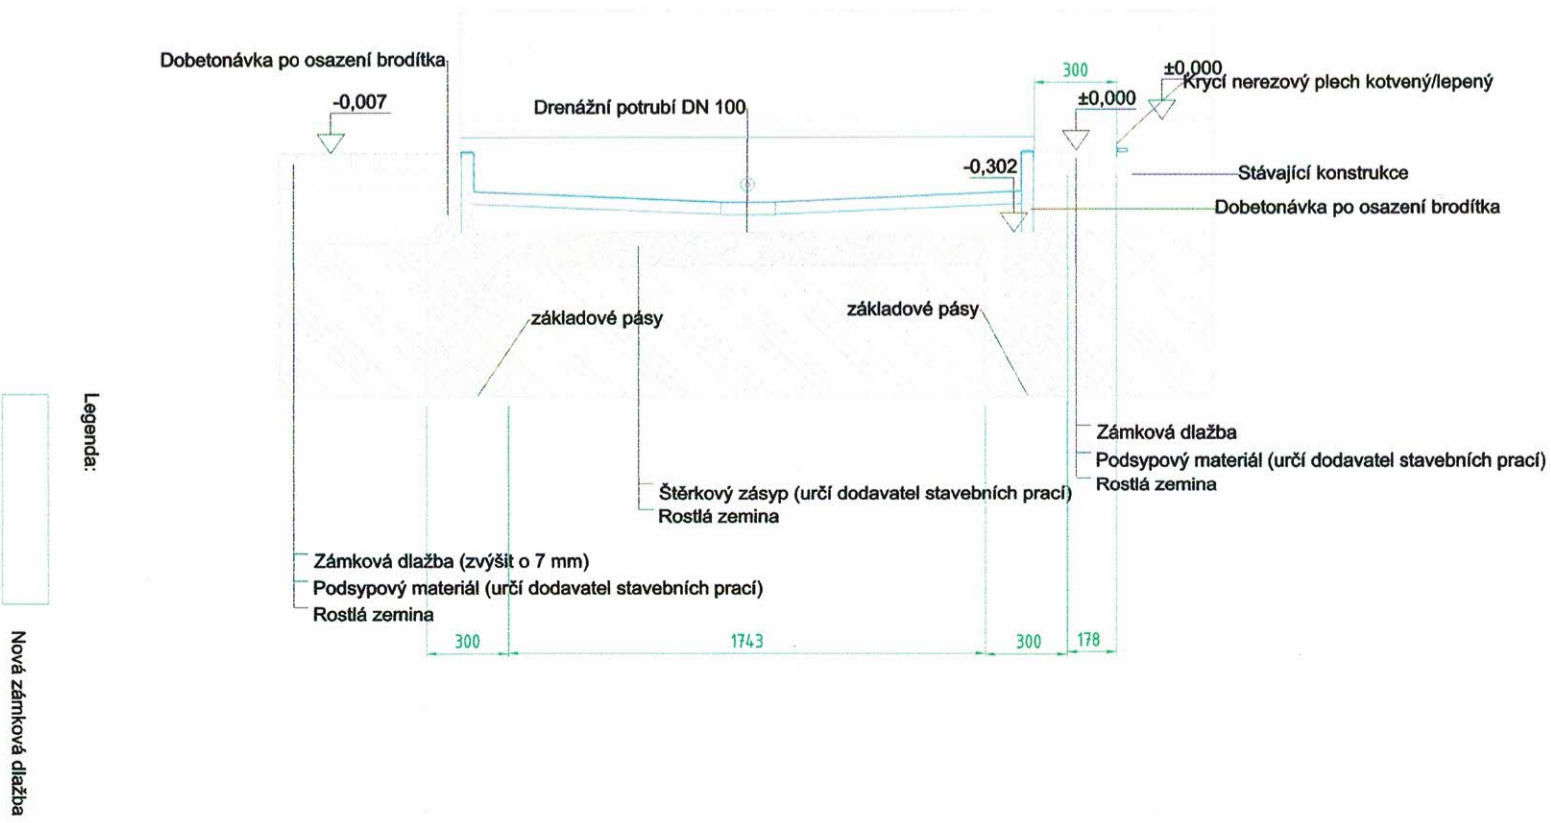 Dobetonávka po osazení brodítka
-0,007
Drenážní potrubí DN 100
300
±0,000
±0,000
Krycí nerezový plech kotvený/lepený
-0,302
Stávající konstrukce
Dobetonávka po osazení brodítka
základové pásy
základové pásy
Zámková dlažba
Podsypový materiál (určí dodavatel stavebních prací)
Rostlá zemina
Štěrkový zásyp (určí dodavatel stavebních prací)
Rostlá zemina
Zámková dlažba (zvýšit o 7 mm)
Podsypový materiál (určí dodavatel stavebních prací)
Rostlá zemina
300
1743
300
178
Legenda:
Nová zámková dlažba